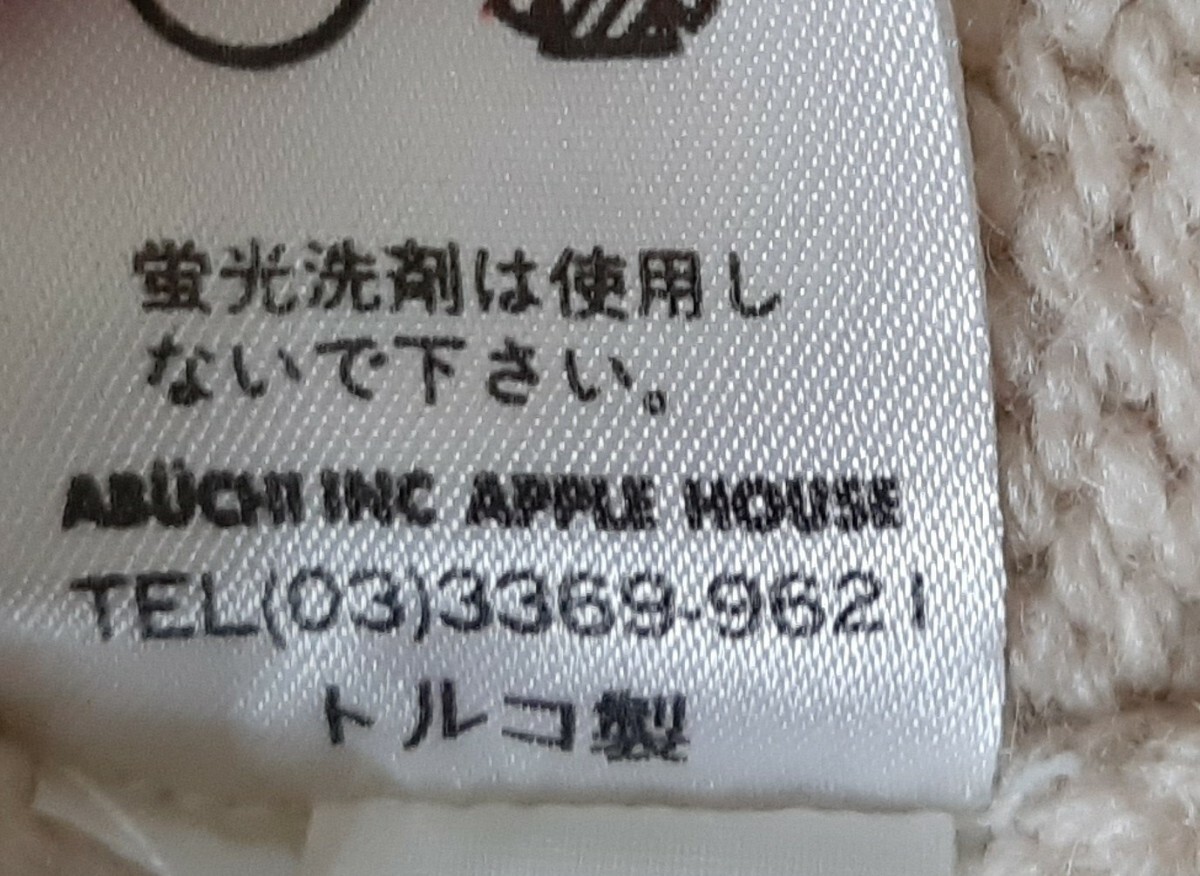 蛍光洗剤は使用し
ないで下さい。
ABÜCHI INC APPLE HOUSE
TEL(03)3369-9621
トルコ製